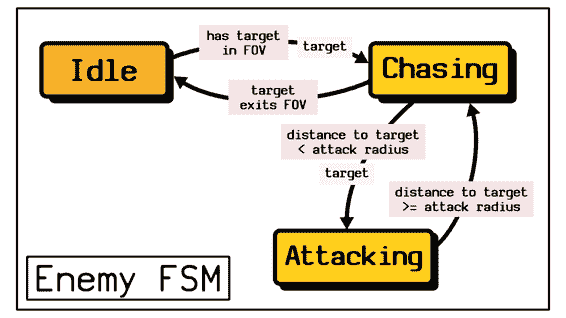 has target
in FOV
target
Idle
Chasing
target
exits FOV
distance to target
< attack radius
target
distance to target
>= attack radius
Attacking
Enemy FSM